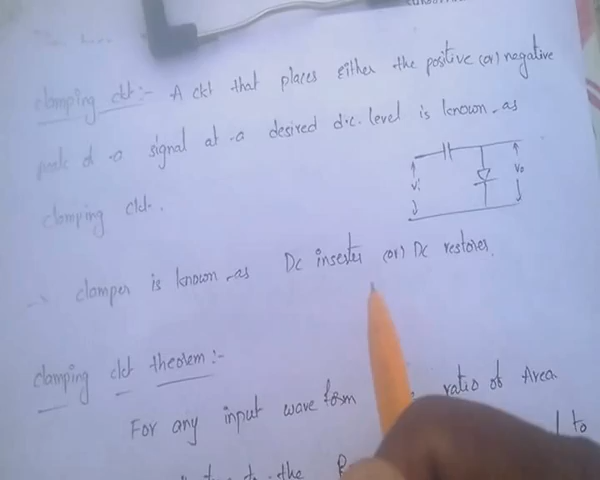 clamping ckt:- A ckt that places either the positive (or) negative
peak of a signal at a desired d.c. level is known as
clamping ckt.
Vi
Vo
-> clamper is known as Dc inserter (or) Dc restorer.
clamping ckt theorem:-
For any input wave form ratio of Area
to
the